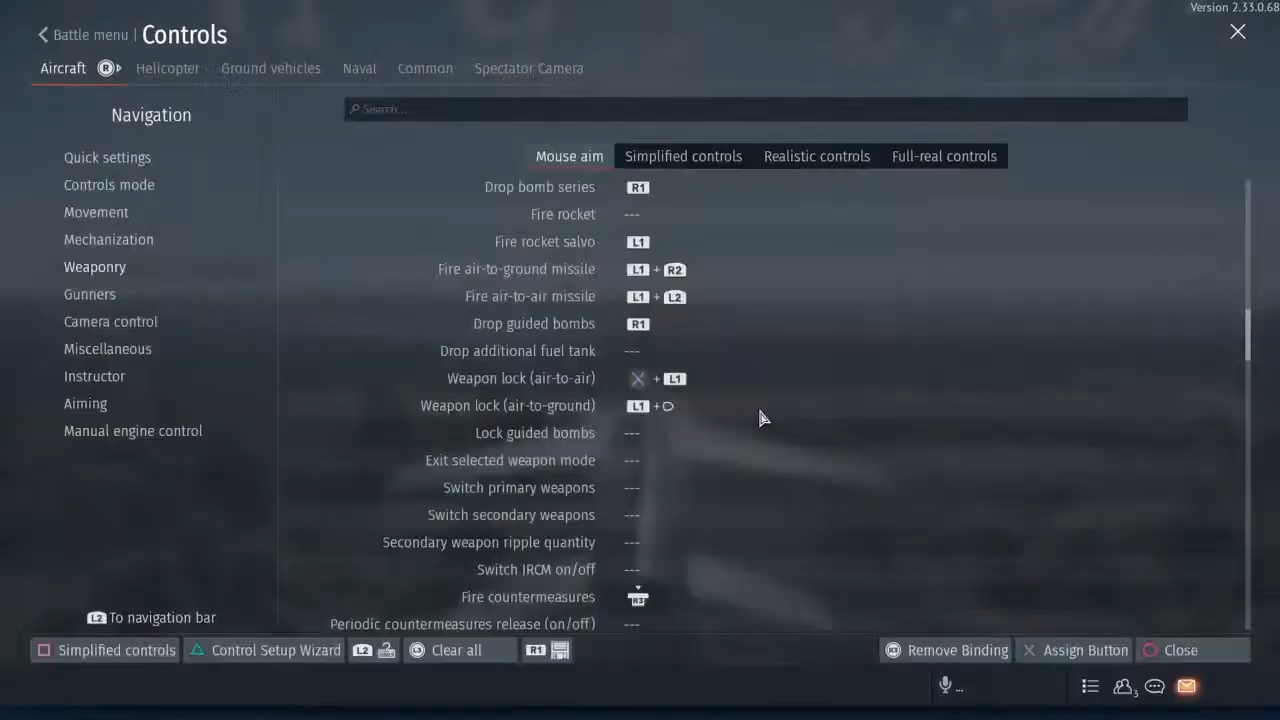 Version 2.33.0.68
Battle menu | Controls
Aircraft R Helicopter Ground vehicles Naval Common Spectator Camera
Navigation
Search...
Quick settings
Controls mode
Movement
Mechanization
Weaponry
Gunners
Camera control
Miscellaneous
Instructor
Aiming
Manual engine control
L2 To navigation bar
Mouse aim Simplified controls Realistic controls Full-real controls
Drop bomb series R1
Fire rocket ---
Fire rocket salvo L1
Fire air-to-ground missile L1 + R2
Fire air-to-air missile L1 + L2
Drop guided bombs R1
Drop additional fuel tank ---
Weapon lock (air-to-air) + L1
Weapon lock (air-to-ground) L1 +
Lock guided bombs ---
Exit selected weapon mode ---
Switch primary weapons ---
Switch secondary weapons ---
Secondary weapon ripple quantity ---
Switch IRCM on/off ---
Fire countermeasures R3
Periodic countermeasures release (on/off) ---
Simplified controls Control Setup Wizard L2 Clear all R1 Remove Binding Assign Button Close
... 3